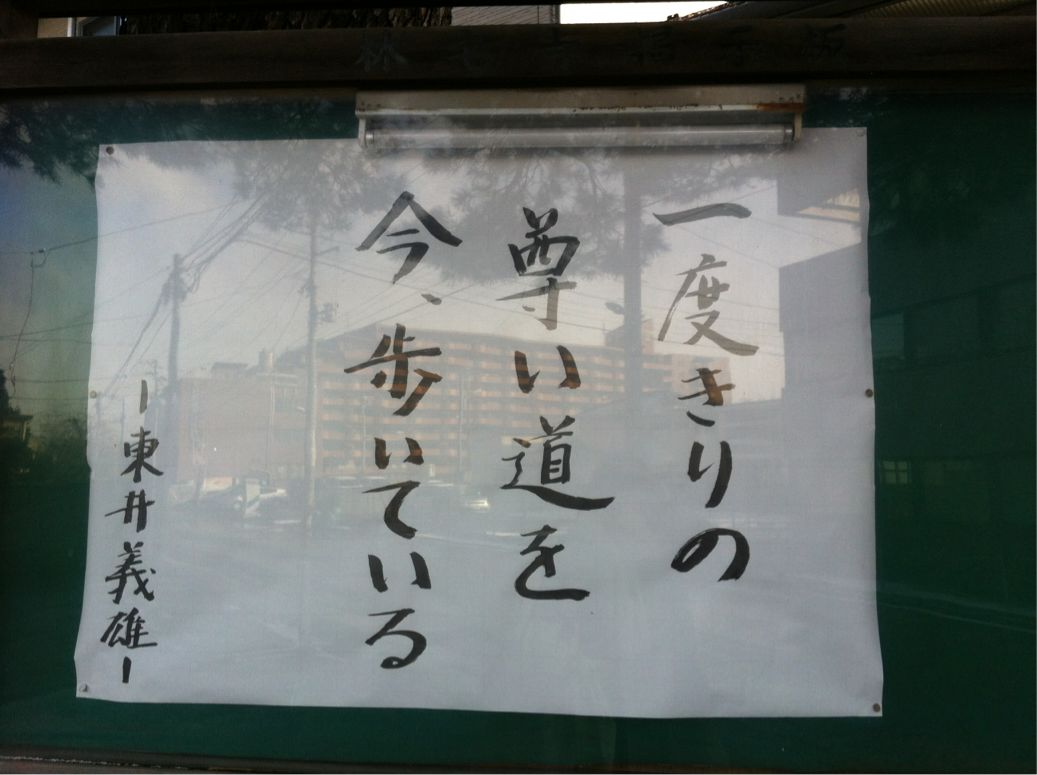 一度きりの
尊い道を
今、歩いている
ー東井義雄ー